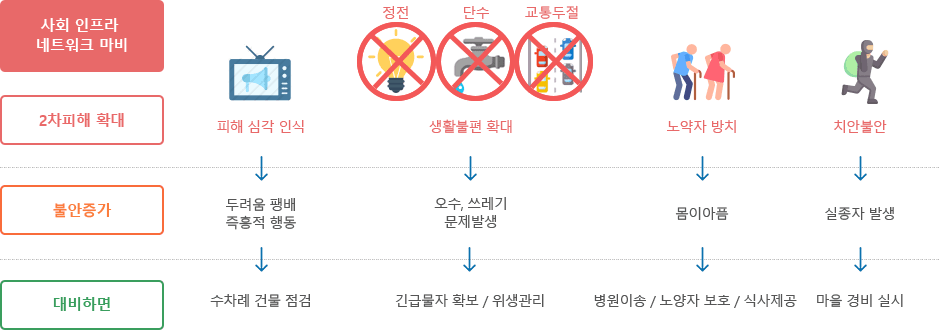 사회 인프라
네트워크 마비
정전
단수
교통두절
2차피해 확대
피해 심각 인식
생활불편 확대
노약자 방치
치안불안
불안증가
두려움 팽배
즉흥적 행동
오수, 쓰레기
문제발생
몸이아픔
실종자 발생
대비하면
수차례 건물 점검
긴급물자 확보 / 위생관리
병원이송 / 노양자 보호 / 식사제공
마을 경비 실시